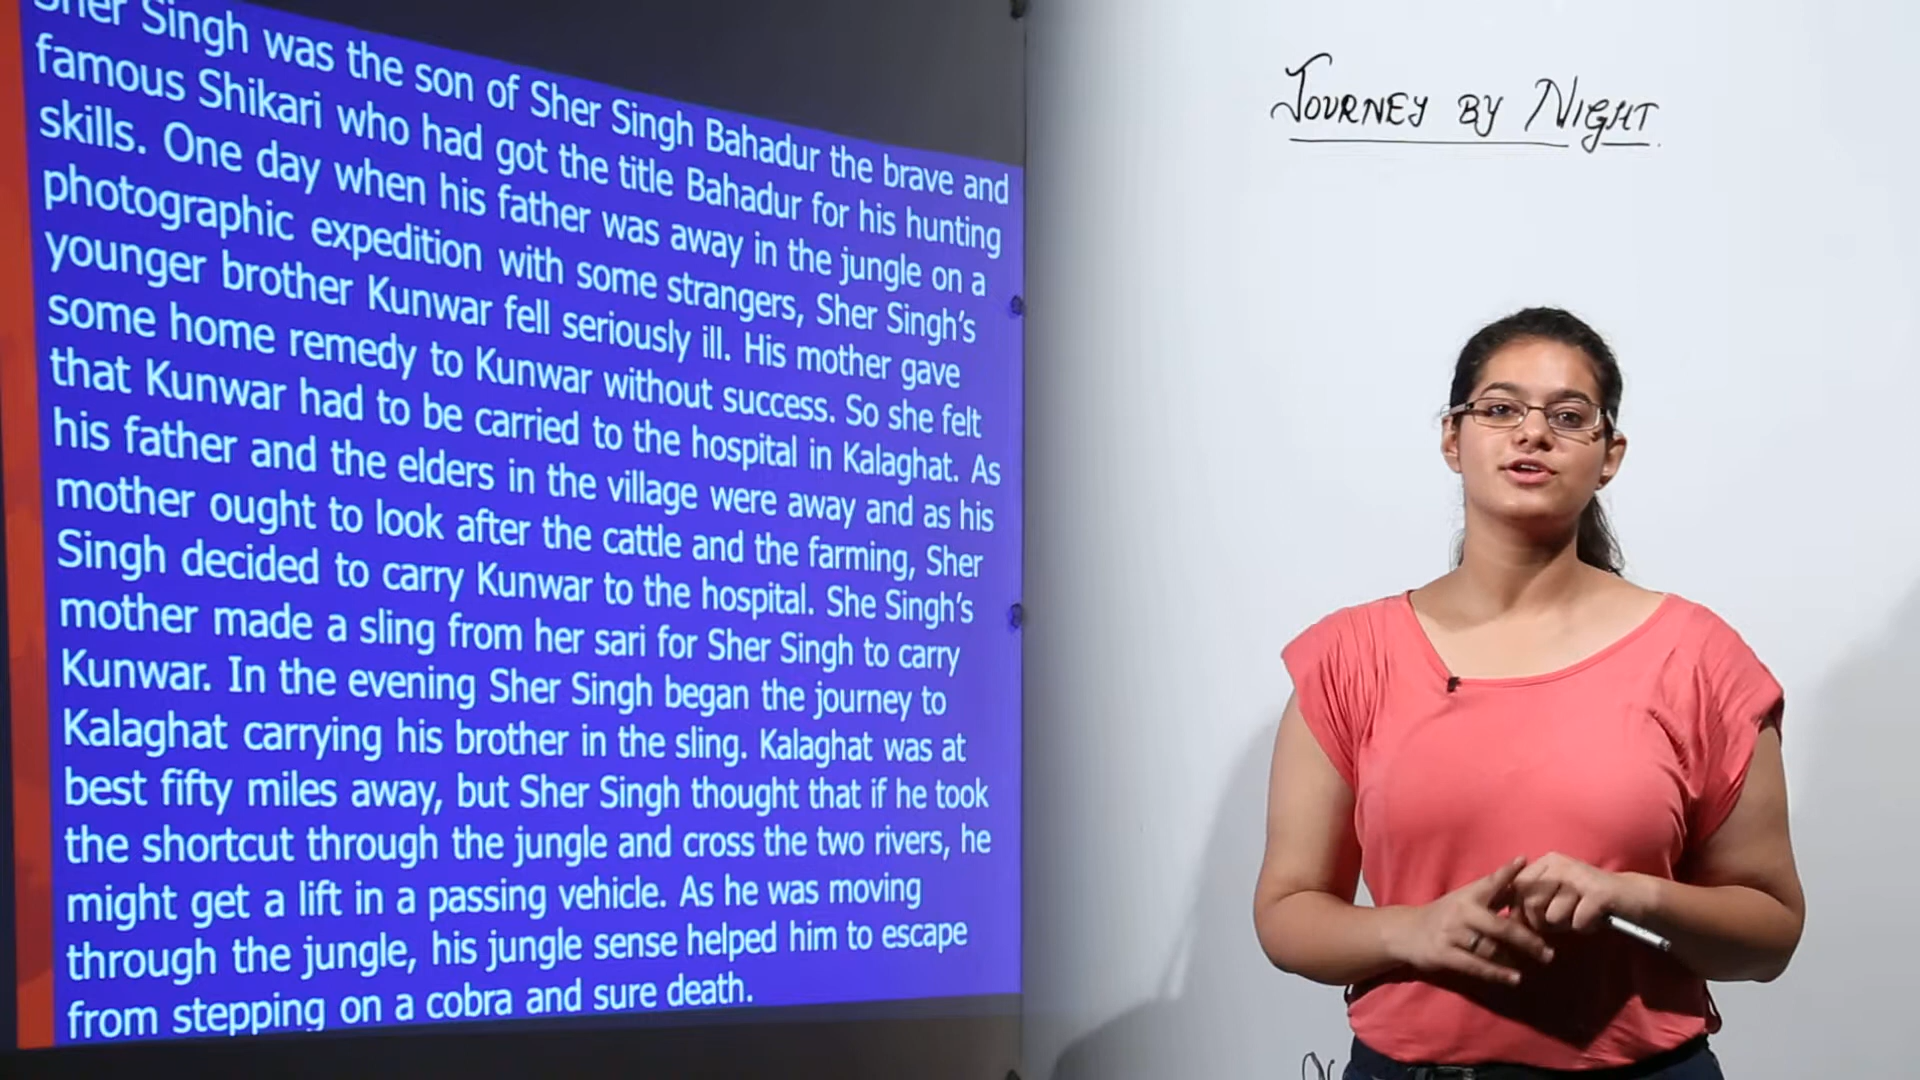 Sher Singh was the son of Sher Singh Bahadur the brave and
famous Shikari who had got the title Bahadur for his hunting
skills. One day when his father was away in the jungle on a
photographic expedition with some strangers, Sher Singh's
younger brother Kunwar fell seriously ill. His mother gave
some home remedy to Kunwar without success. So she felt
that Kunwar had to be carried to the hospital in Kalaghat. As
his father and the elders in the village were away and as his
mother ought to look after the cattle and the farming, Sher
Singh decided to carry Kunwar to the hospital. She Singh's
mother made a sling from her sari for Sher Singh to carry
Kunwar. In the evening Sher Singh began the journey to
Kalaghat carrying his brother in the sling. Kalaghat was at
best fifty miles away, but Sher Singh thought that if he took
the shortcut through the jungle and cross the two rivers, he
might get a lift in a passing vehicle. As he was moving
through the jungle, his jungle sense helped him to escape
from stepping on a cobra and sure death.
JOURNEY BY NIGHT